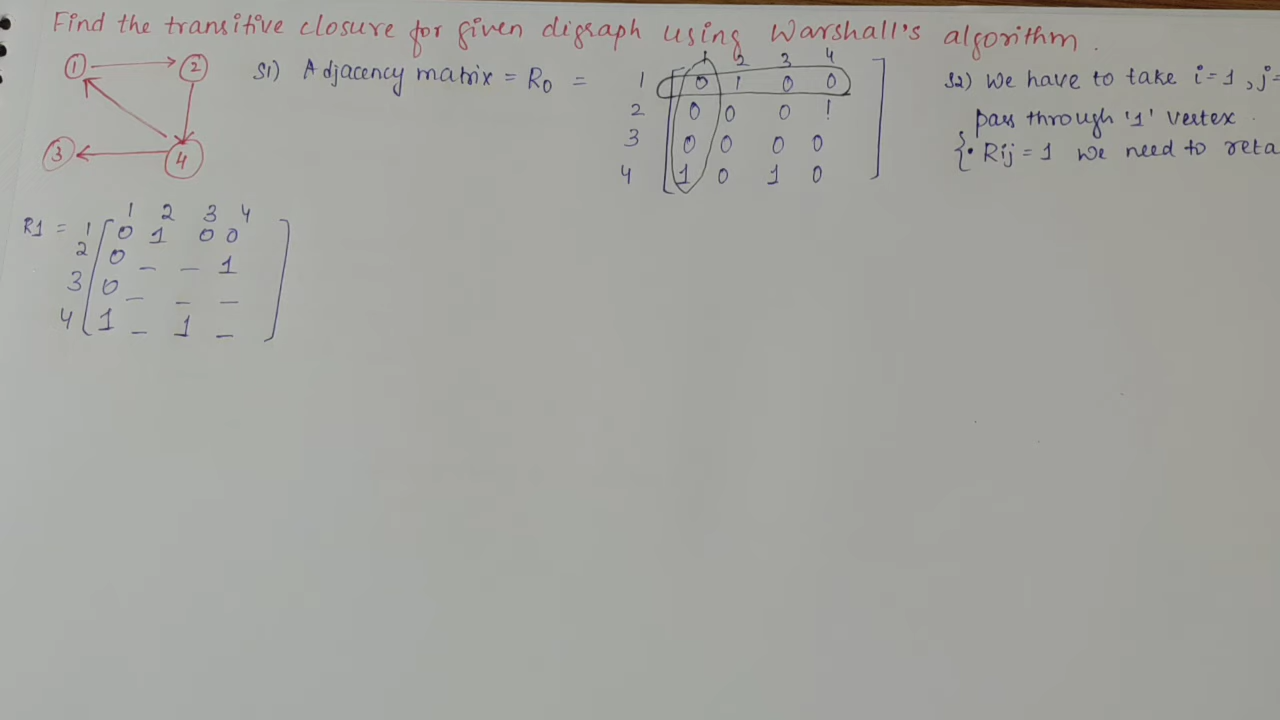 Find the transitive closure for given digraph using Warshall's algorithm.
1 2
3 4
S1) Adjacency matrix = R0 =
1 2 3 4
1 0 1 0 0
2 0 0 0 1
3 0 0 0 0
4 1 0 1 0
S2) We have to take i=1, j=
pass through '1' vertex.
{• Rij = 1 we need to reta
R1 =
1 2 3 4
1 0 1 0 0
2 0 _ _ 1
3 0 _ _ _
4 1 _ 1 _